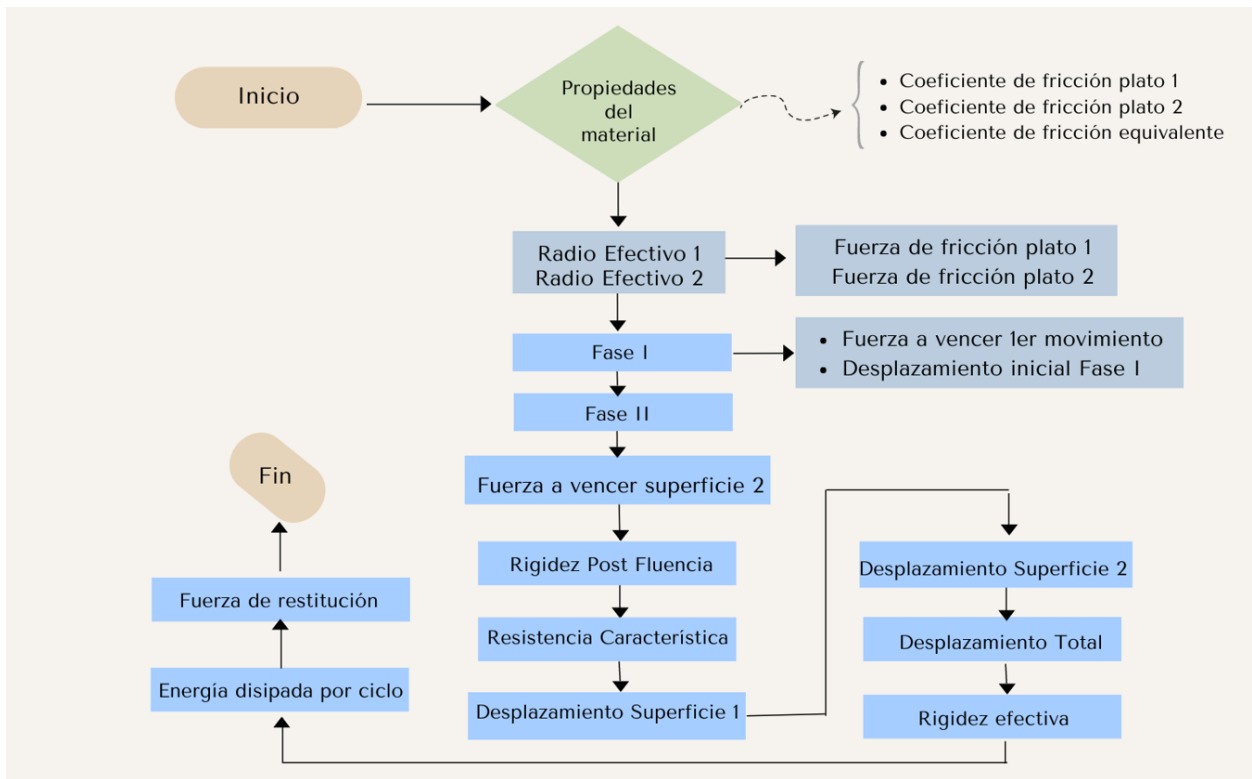 Inicio
Propiedades
del
material
• Coeficiente de fricción plato 1
• Coeficiente de fricción plato 2
• Coeficiente de fricción equivalente
Radio Efectivo 1
Radio Efectivo 2
Fuerza de fricción plato 1
Fuerza de fricción plato 2
Fase I
• Fuerza a vencer 1er movimiento
• Desplazamiento inicial Fase I
Fase II
Fuerza a vencer superficie 2
Rigidez Post Fluencia
Resistencia Característica
Desplazamiento Superficie 1
Desplazamiento Superficie 2
Desplazamiento Total
Rigidez efectiva
Energía disipada por ciclo
Fuerza de restitución
Fin